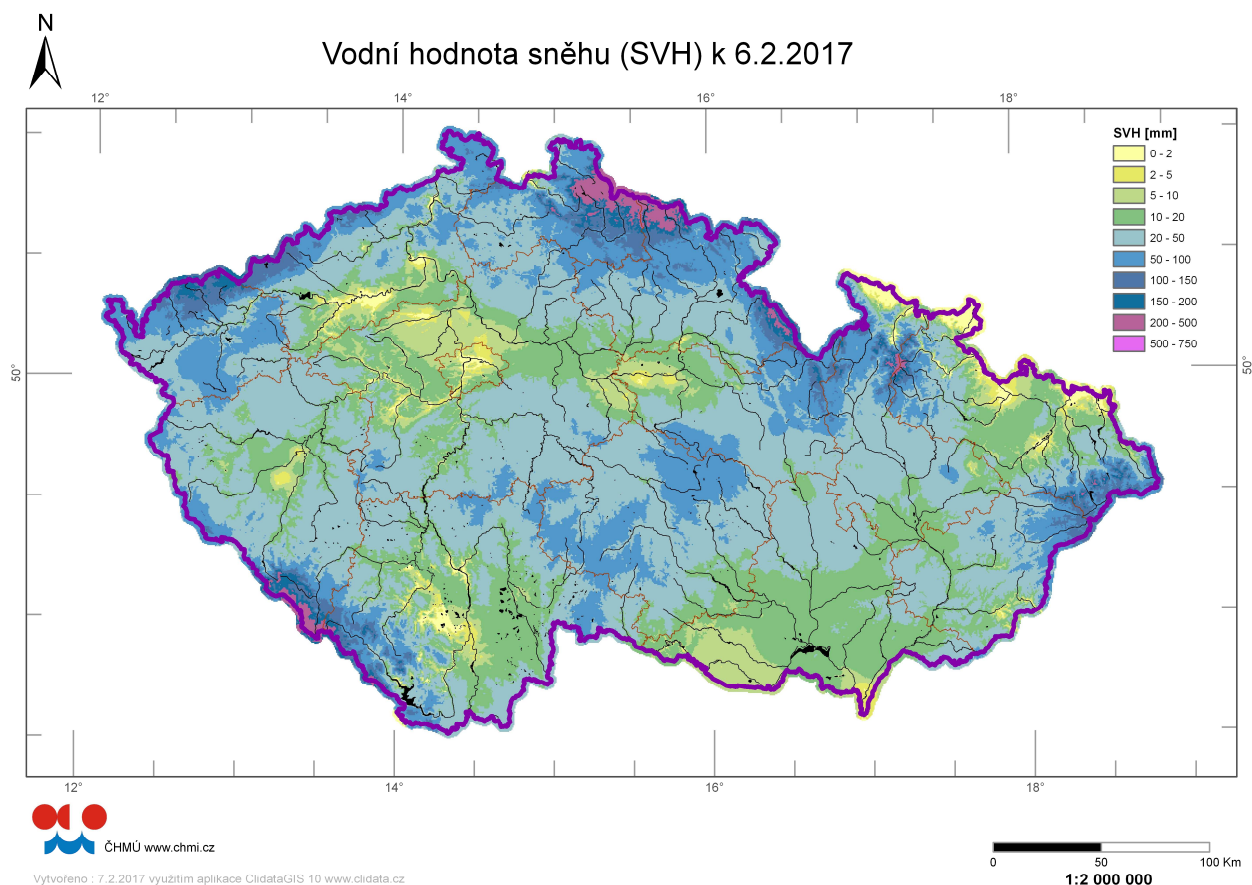 N
Vodní hodnota sněhu (SVH) k 6.2.2017
12° 14° 16° 18°
SVH [mm]
0 - 2
2 - 5
5 - 10
10 - 20
20 - 50
50 - 100
100 - 150
150 - 200
200 - 500
500 - 750
50° 50°
12° 14° 16° 18°
ČHMÚ www.chmi.cz
0 50 100 Km
1:2 000 000
Vytvořeno : 7.2.2017 využitím aplikace ClidataGIS 10 www.clidata.cz